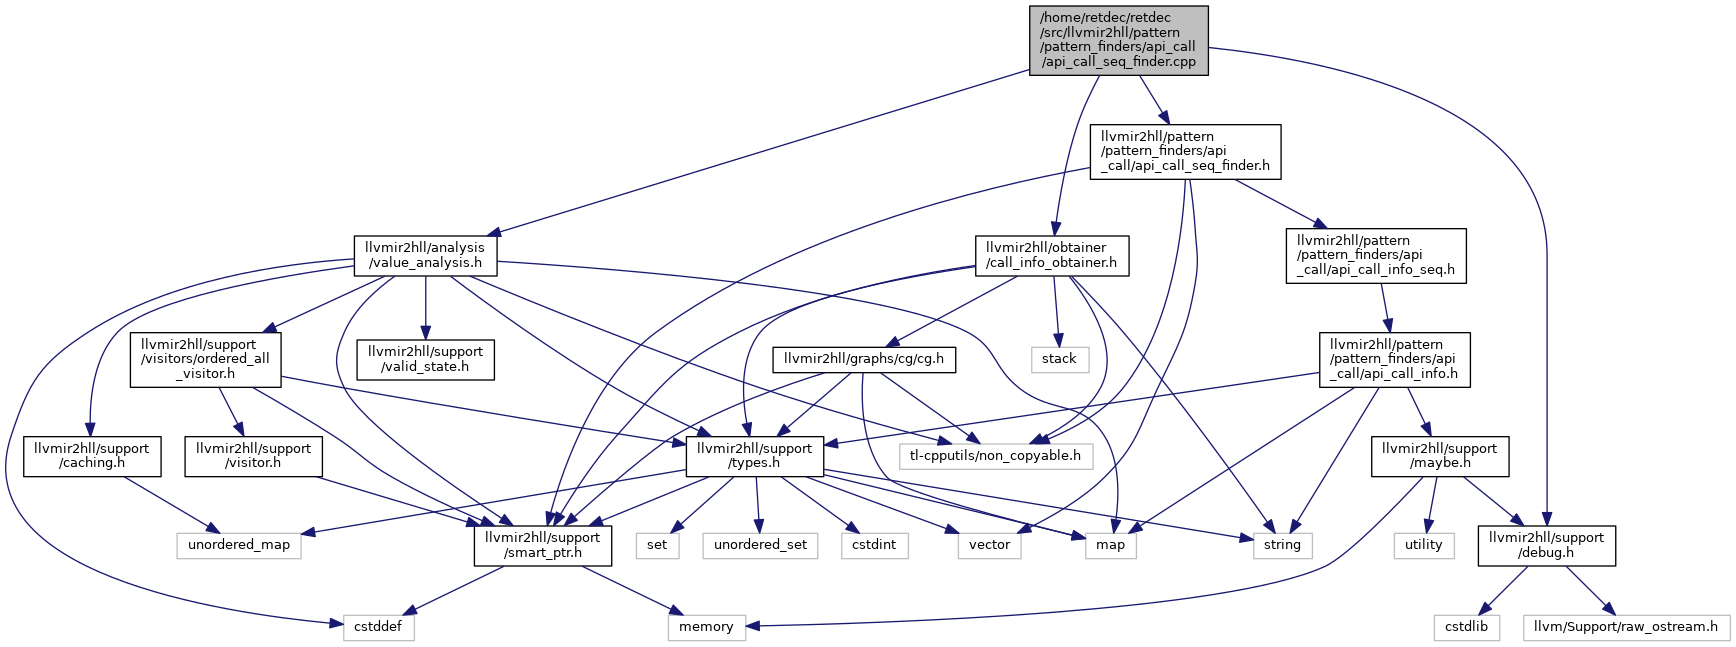 /home/retdec/retdec
/src/llvmir2hll/pattern
/pattern_finders/api_call
/api_call_seq_finder.cpp
llvmir2hll/pattern
/pattern_finders/api
_call/api_call_seq_finder.h
llvmir2hll/analysis
/value_analysis.h
llvmir2hll/obtainer
/call_info_obtainer.h
llvmir2hll/pattern
/pattern_finders/api
_call/api_call_info_seq.h
llvmir2hll/support
/visitors/ordered_all
_visitor.h
llvmir2hll/support
/valid_state.h
llvmir2hll/graphs/cg/cg.h
stack
llvmir2hll/pattern
/pattern_finders/api
_call/api_call_info.h
llvmir2hll/support
/caching.h
llvmir2hll/support
/visitor.h
llvmir2hll/support
/types.h
tl-cpputils/non_copyable.h
llvmir2hll/support
/maybe.h
unordered_map
llvmir2hll/support
/smart_ptr.h
set
unordered_set
cstdint
vector
map
string
utility
llvmir2hll/support
/debug.h
cstddef
memory
cstdlib
llvm/Support/raw_ostream.h